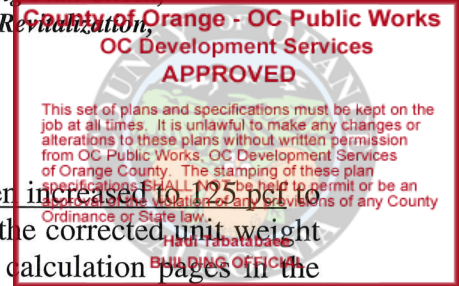 Revitalization,
County of Orange - OC Public Works
OC Development Services
APPROVED
This set of plans and specifications must be kept on the
job at all times. It is unlawful to make any changes or
alterations to these plans without written permission
from OC Public Works, OC Development Services
of Orange County. The stamping of these plan
specifications SHALL NOT be held to permit or be an
approval of the violation of any provisions of any County
Ordinance or State law.
Hadi Tabatabaee
BUILDING OFFICIAL
increased to 125 pcf to
the corrected unit weight
calculation pages in the